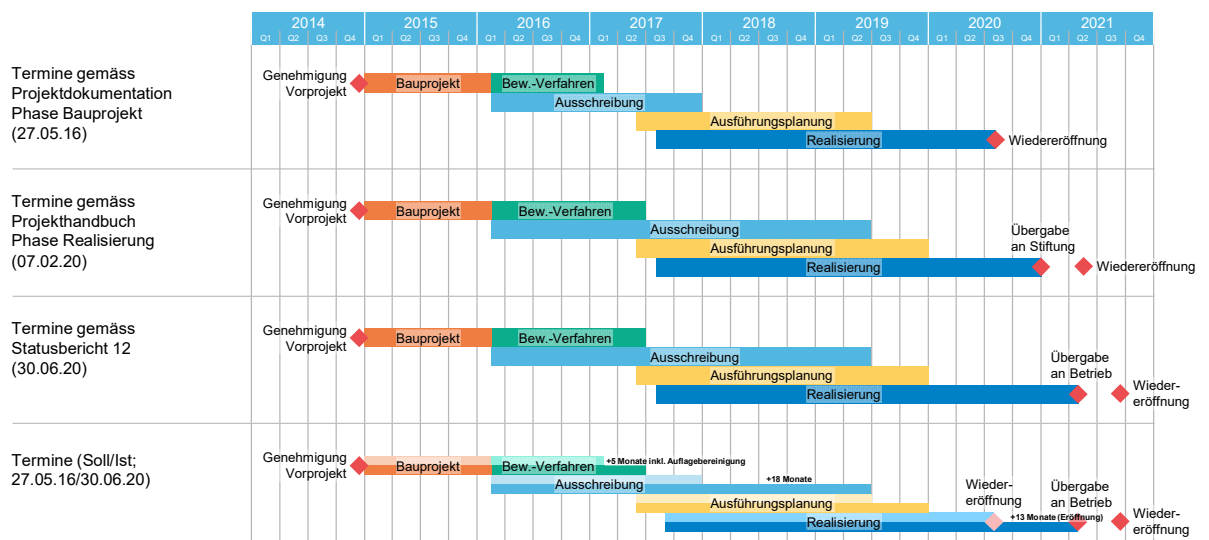 2014 2015 2016 2017 2018 2019 2020 2021
Q1 Q2 Q3 Q4 Q1 Q2 Q3 Q4 Q1 Q2 Q3 Q4 Q1 Q2 Q3 Q4 Q1 Q2 Q3 Q4 Q1 Q2 Q3 Q4 Q1 Q2 Q3 Q4 Q1 Q2 Q3 Q4
Termine gemäss
Projektdokumentation
Phase Bauprojekt
(27.05.16)
Genehmigung
Vorprojekt
Bauprojekt
Bew.-Verfahren
Ausschreibung
Ausführungsplanung
Realisierung
Wiedereröffnung
Termine gemäss
Projekthandbuch
Phase Realisierung
(07.02.20)
Genehmigung
Vorprojekt
Bauprojekt
Bew.-Verfahren
Ausschreibung
Ausführungsplanung
Realisierung
Übergabe
an Stiftung
Wiedereröffnung
Termine gemäss
Statusbericht 12
(30.06.20)
Genehmigung
Vorprojekt
Bauprojekt
Bew.-Verfahren
Ausschreibung
Ausführungsplanung
Realisierung
Übergabe
an Betrieb
Wieder-
eröffnung
Termine (Soll/Ist;
27.05.16/30.06.20)
Genehmigung
Vorprojekt
Bauprojekt
Bew.-Verfahren
+5 Monate inkl. Auflagebereinigung
Ausschreibung
+18 Monate
Ausführungsplanung
Realisierung
Wieder-
eröffnung
+13 Monate (Eröffnung)
Übergabe
an Betrieb
Wieder-
eröffnung